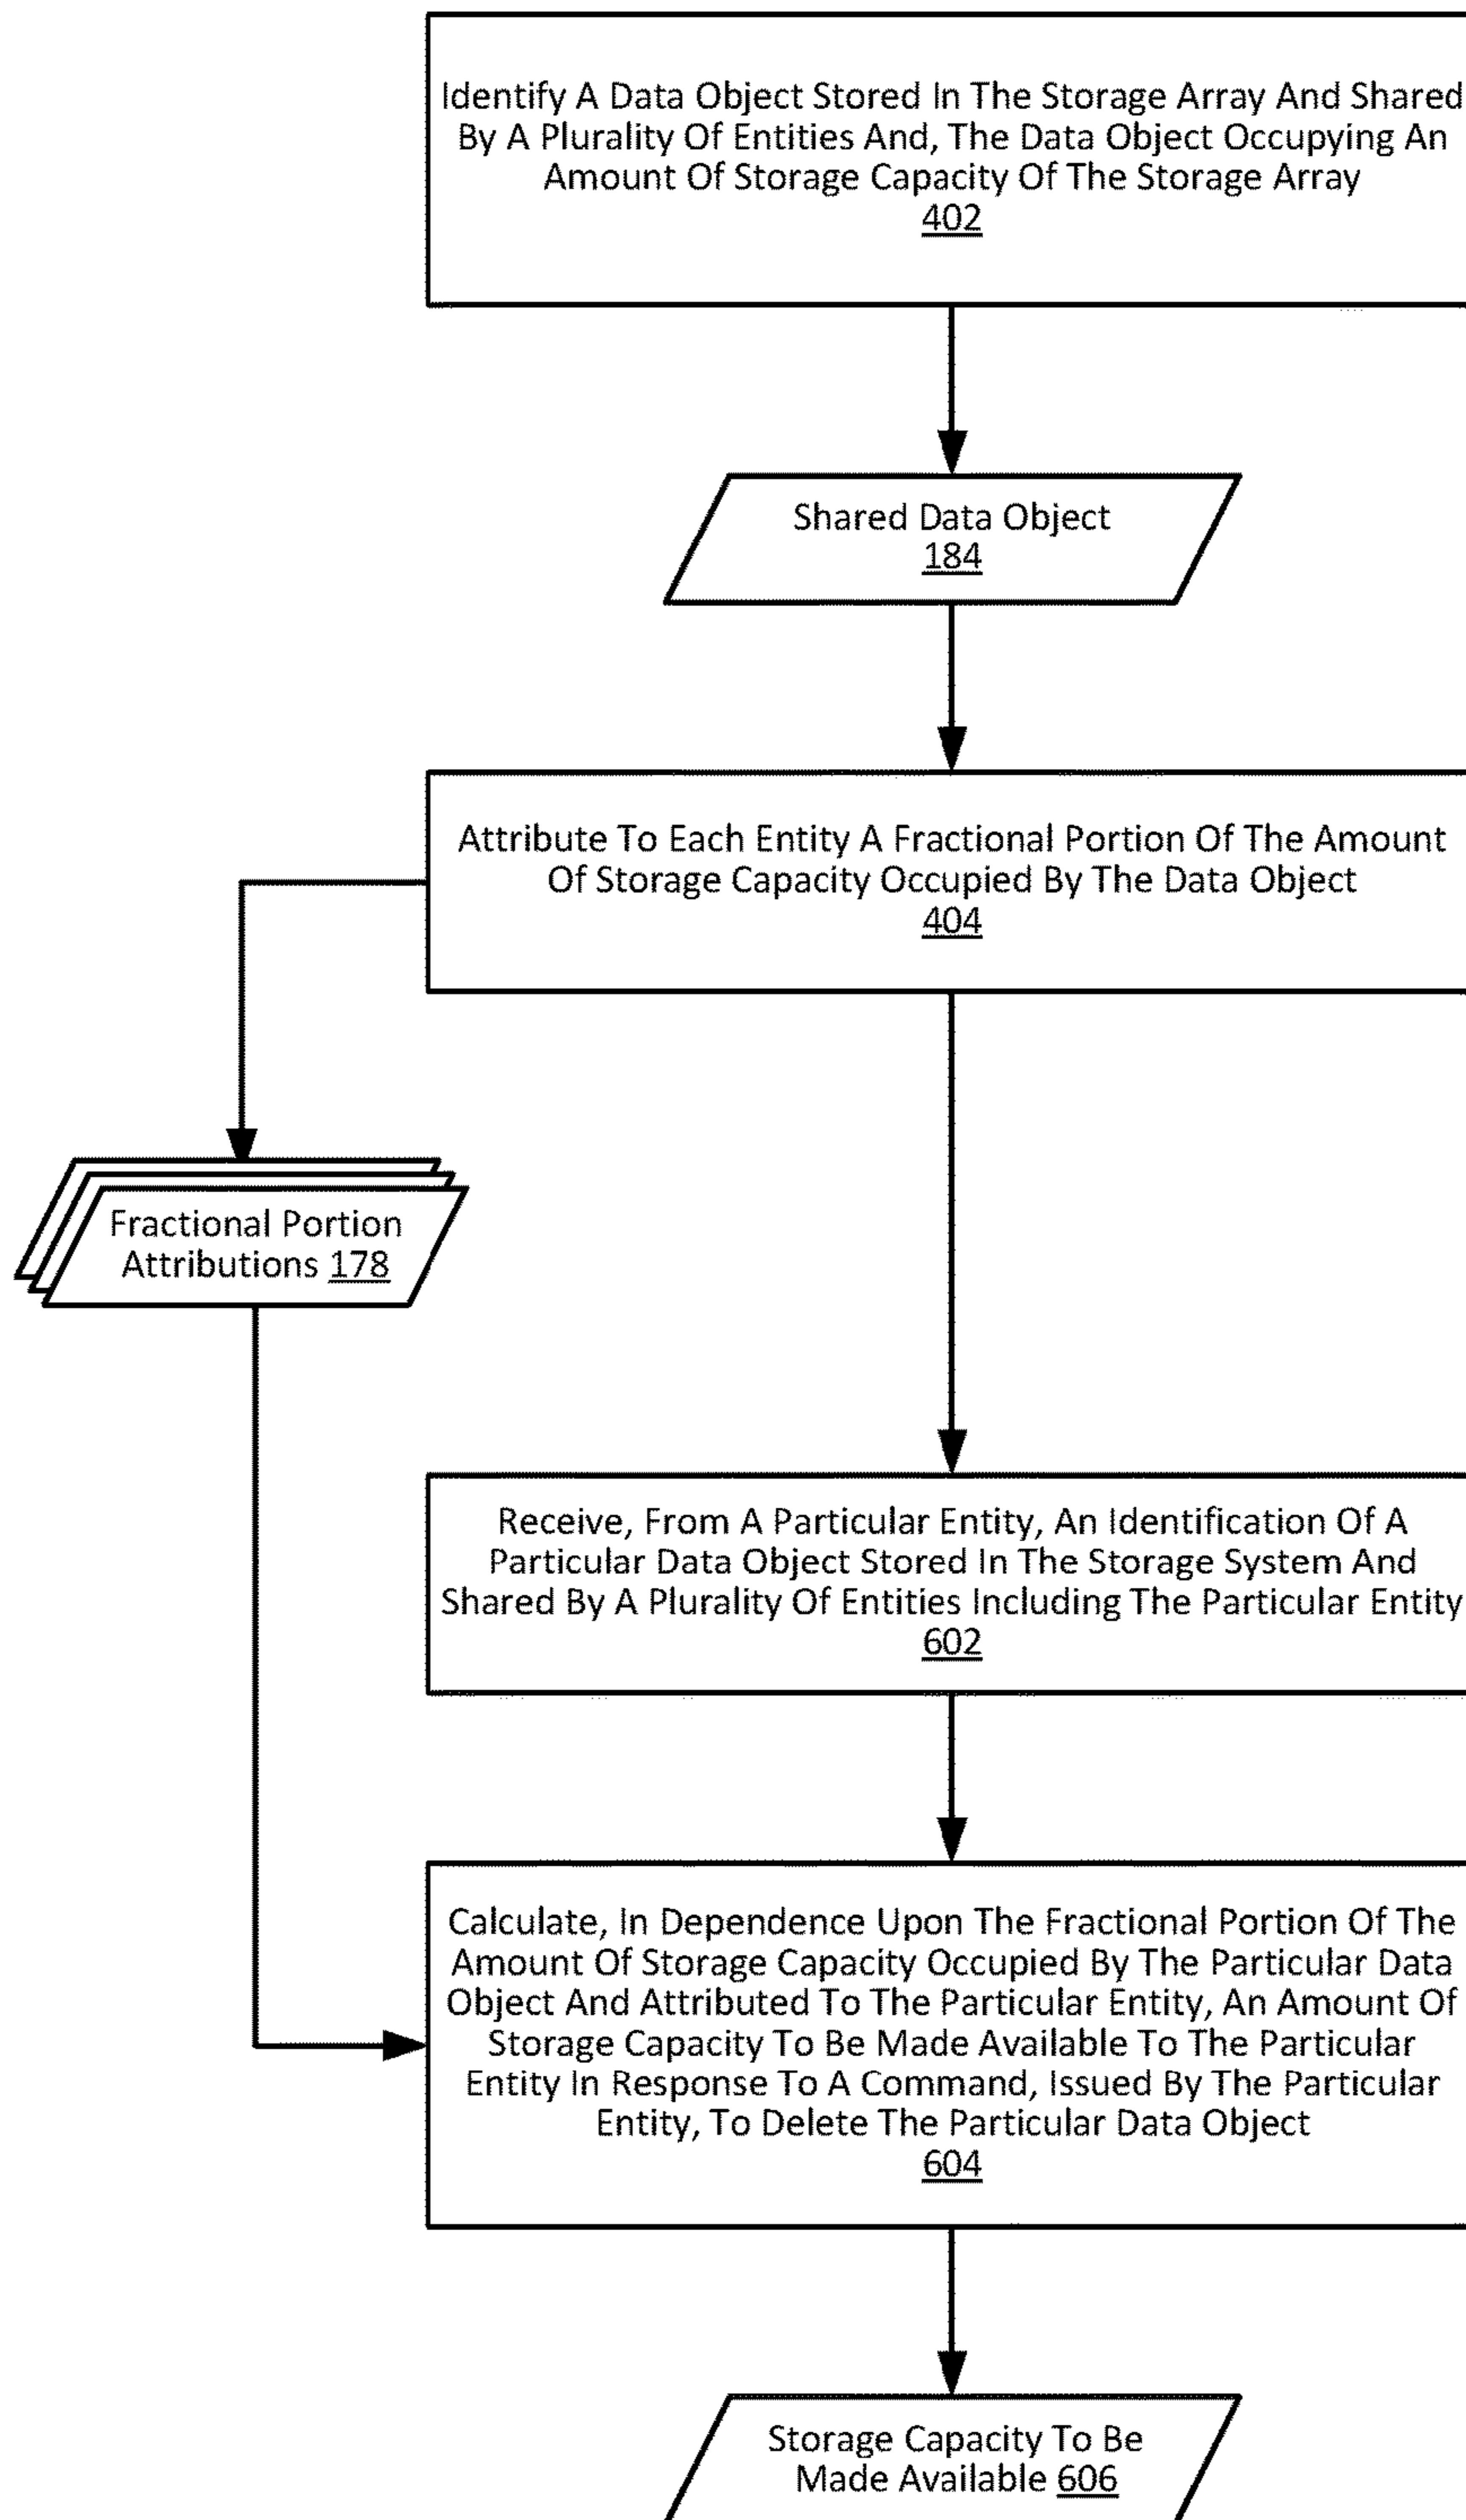 Identify A Data Object Stored In The Storage Array And Shared
By A Plurality Of Entities And, The Data Object Occupying An
Amount Of Storage Capacity Of The Storage Array
402
Shared Data Object
184
Attribute To Each Entity A Fractional Portion Of The Amount
Of Storage Capacity Occupied By The Data Object
404
Fractional Portion
Attributions 178
Receive, From A Particular Entity, An Identification Of A
Particular Data Object Stored In The Storage System And
Shared By A Plurality Of Entities Including The Particular Entity
602
Calculate, In Dependence Upon The Fractional Portion Of The
Amount Of Storage Capacity Occupied By The Particular Data
Object And Attributed To The Particular Entity, An Amount Of
Storage Capacity To Be Made Available To The Particular
Entity In Response To A Command, Issued By The Particular
Entity, To Delete The Particular Data Object
604
Storage Capacity To Be
Made Available 606